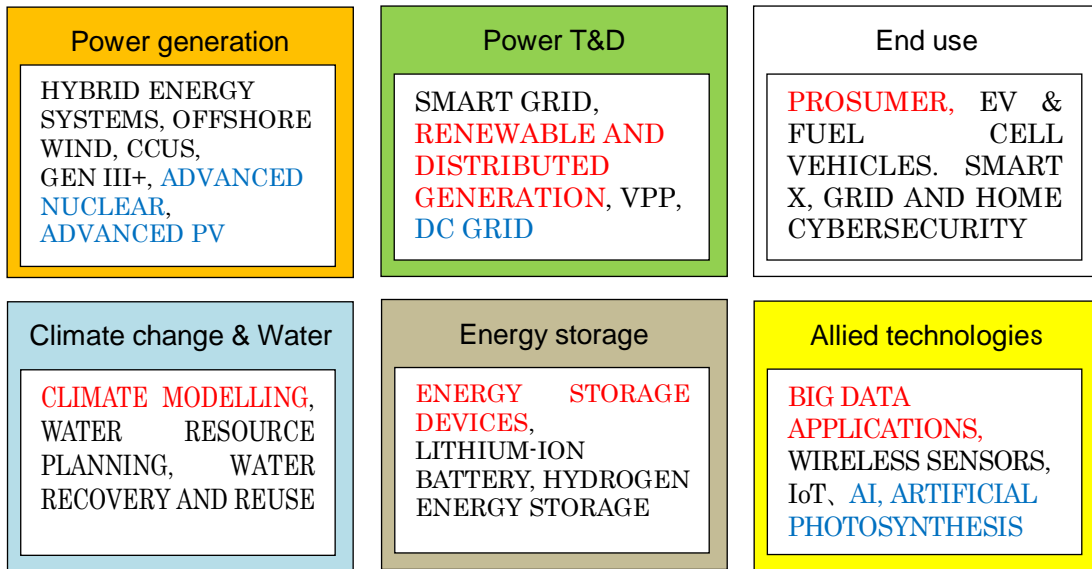 Power generation
HYBRID ENERGY
SYSTEMS, OFFSHORE
WIND, CCUS,
GEN III+, ADVANCED
NUCLEAR,
ADVANCED PV
Power T&D
SMART GRID,
RENEWABLE AND
DISTRIBUTED
GENERATION, VPP,
DC GRID
End use
PROSUMER, EV &
FUEL CELL
VEHICLES. SMART
X, GRID AND HOME
CYBERSECURITY
Climate change & Water
CLIMATE MODELLING,
WATER RESOURCE
PLANNING, WATER
RECOVERY AND REUSE
Energy storage
ENERGY STORAGE
DEVICES,
LITHIUM-ION
BATTERY, HYDROGEN
ENERGY STORAGE
Allied technologies
BIG DATA
APPLICATIONS,
WIRELESS SENSORS,
IoT、AI, ARTIFICIAL
PHOTOSYNTHESIS